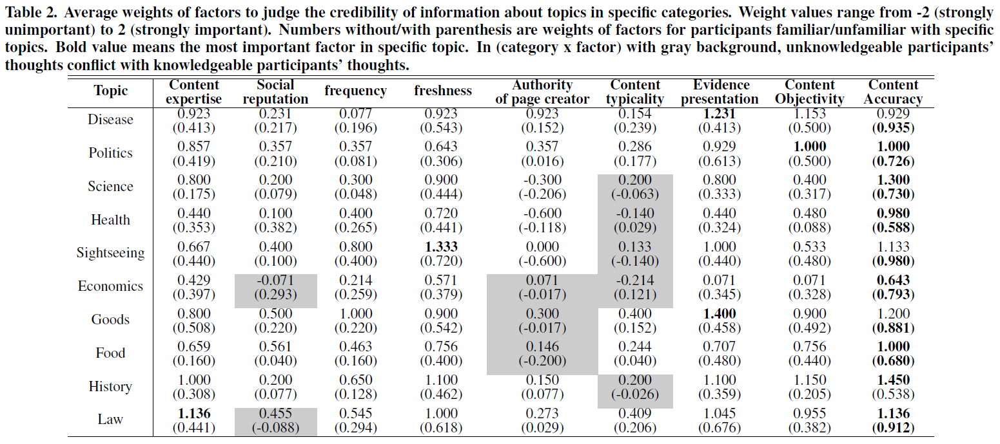 Table 2. Average weights of factors to judge the credibility of information about topics in specific categories. Weight values range from -2 (strongly
unimportant) to 2 (strongly important). Numbers without/with parenthesis are weights of factors for participants familiar/unfamiliar with specific
topics. Bold value means the most important factor in specific topic. In (category x factor) with gray background, unknowledgeable participants'
thoughts conflict with knowledgeable participants' thoughts.
Topic Content expertise Social reputation frequency freshness Authority of page creator Content typicality Evidence presentation Content Objectivity Content Accuracy
Disease 0.923 0.231 0.077 0.923 0.923 0.154 1.231 1.153 0.929
(0.413) (0.217) (0.196) (0.543) (0.152) (0.239) (0.413) (0.500) (0.935)
Politics 0.857 0.357 0.357 0.643 0.357 0.286 0.929 1.000 1.000
(0.419) (0.210) (0.081) (0.306) (0.016) (0.177) (0.613) (0.500) (0.726)
Science 0.800 0.200 0.300 0.900 -0.300 0.200 0.800 0.400 1.300
(0.175) (0.079) (0.048) (0.444) (-0.206) (-0.063) (0.333) (0.317) (0.730)
Health 0.440 0.100 0.400 0.720 -0.600 -0.140 0.440 0.480 0.980
(0.353) (0.382) (0.265) (0.441) (-0.118) (0.029) (0.324) (0.088) (0.588)
Sightseeing 0.667 0.400 0.800 1.333 0.000 0.133 1.000 0.533 1.133
(0.440) (0.100) (0.400) (0.720) (-0.600) (-0.140) (0.440) (0.480) (0.980)
Economics 0.429 -0.071 0.214 0.571 0.071 -0.214 0.071 0.071 0.643
(0.397) (0.293) (0.259) (0.379) (-0.017) (0.121) (0.345) (0.328) (0.793)
Goods 0.800 0.500 1.000 0.900 0.300 0.400 1.400 0.900 1.200
(0.508) (0.220) (0.220) (0.542) (-0.017) (0.152) (0.458) (0.492) (0.881)
Food 0.659 0.561 0.463 0.756 0.146 0.244 0.707 0.756 1.000
(0.160) (0.040) (0.160) (0.400) (-0.200) (0.040) (0.480) (0.440) (0.680)
History 1.000 0.200 0.650 1.100 0.150 0.200 1.100 1.150 1.450
(0.308) (0.077) (0.128) (0.462) (0.077) (-0.026) (0.359) (0.205) (0.538)
Law 1.136 0.455 0.545 1.000 0.273 0.409 1.045 0.955 1.136
(0.441) (-0.088) (0.294) (0.618) (0.029) (0.206) (0.676) (0.382) (0.912)